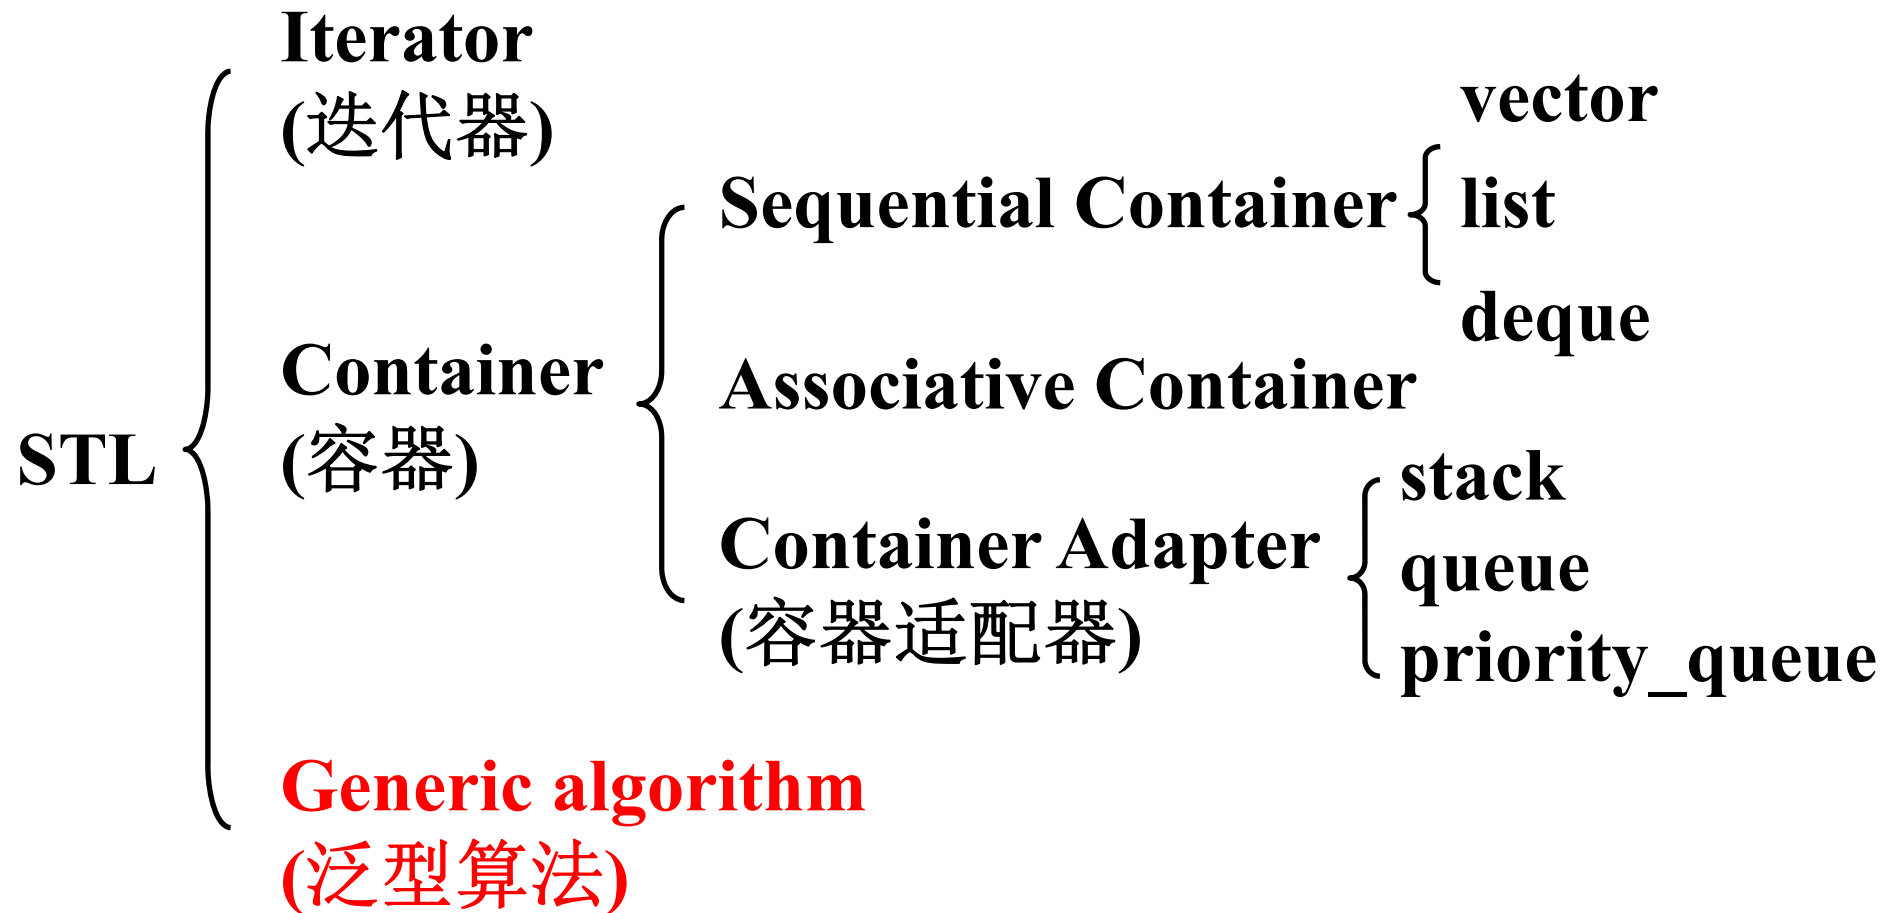 STL
Iterator
(迭代器)
Container
(容器)
Sequential Container
vector
list
deque
Associative Container
Container Adapter
(容器适配器)
stack
queue
priority_queue
Generic algorithm
(泛型算法)